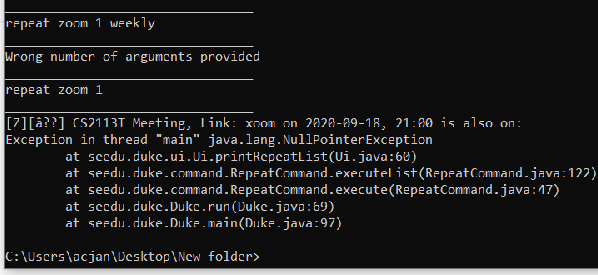 repeat zoom 1 weekly
Wrong number of arguments provided
repeat zoom 1
[Z][â??] CS2113T Meeting, Link: xoom on 2020-09-18, 21:00 is also on:
Exception in thread "main" java.lang.NullPointerException
at seedu.duke.ui.Ui.printRepeatList(Ui.java:60)
at seedu.duke.command.RepeatCommand.executeList(RepeatCommand.java:122)
at seedu.duke.command.RepeatCommand.execute(RepeatCommand.java:47)
at seedu.duke.Duke.run(Duke.java:69)
at seedu.duke.Duke.main(Duke.java:97)
C:\Users\acjan\Desktop\New folder>